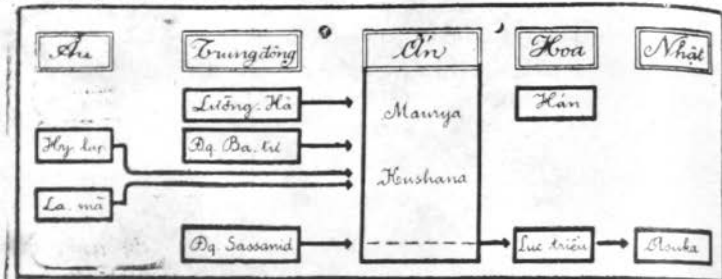 Âu Trung đông Ấn Hoa Nhật
Lưỡng. Hà Maurya Hán
Hy. lạp Đq. Ba. tư
Kushana
La. mã
Đq. Sassanid Lục triều Asuka